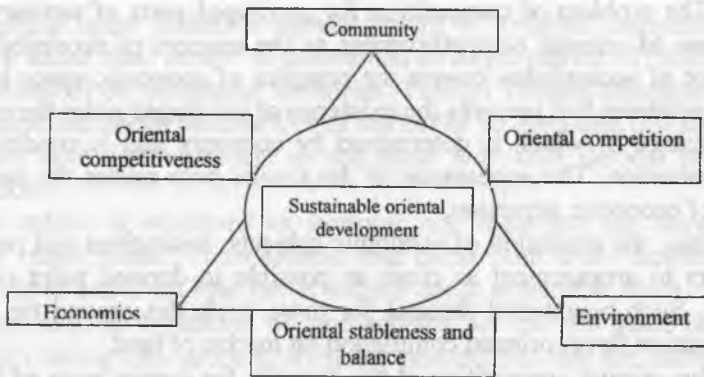 Community
Oriental
competitiveness
Oriental competition
Sustainable oriental
development
Economics
Environment
Oriental stableness and
balance